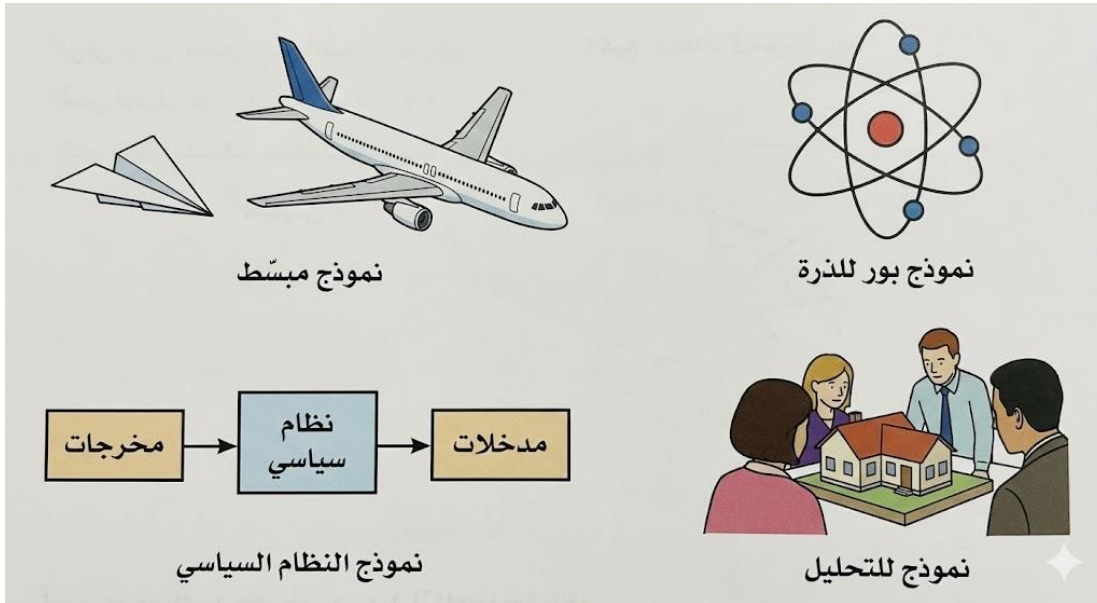 نموذج بور للذرة
نموذج مبسّط
مدخلات
نظام
سياسي
مخرجات
نموذج للتحليل
نموذج النظام السياسي